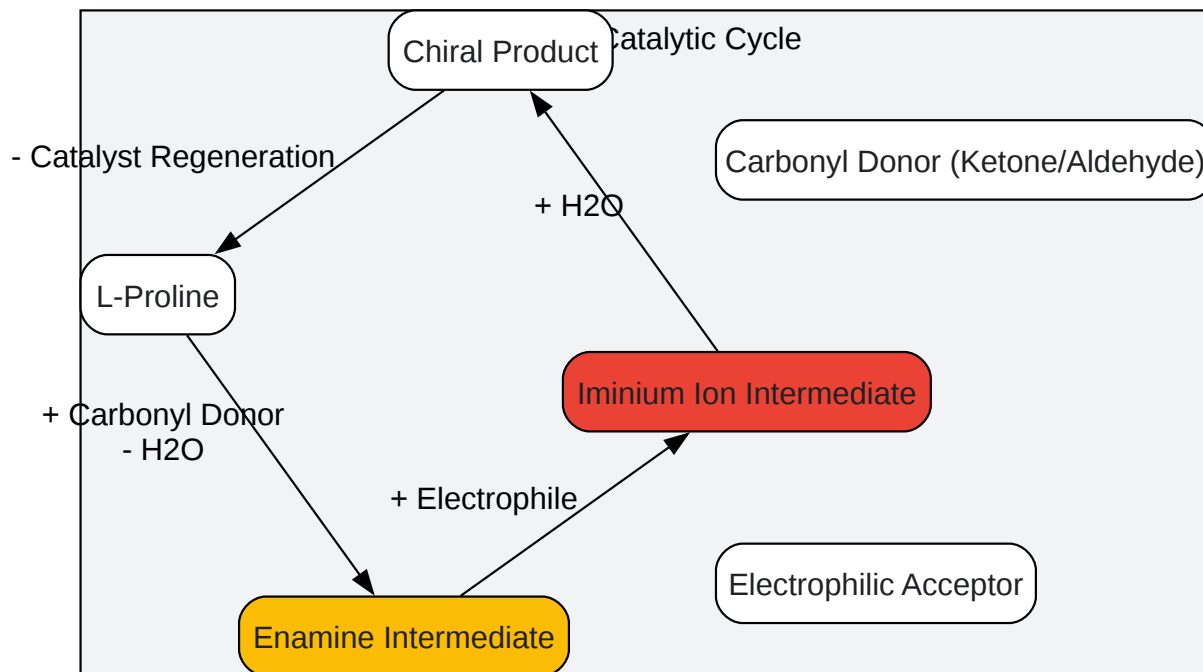 Chiral Product
Catalytic Cycle
Carbonyl Donor (Ketone/Aldehyde)
- Catalyst Regeneration
+ H2O
L-Proline
Iminium Ion Intermediate
+ Carbonyl Donor
- H2O
+ Electrophile
Electrophilic Acceptor
Enamine Intermediate